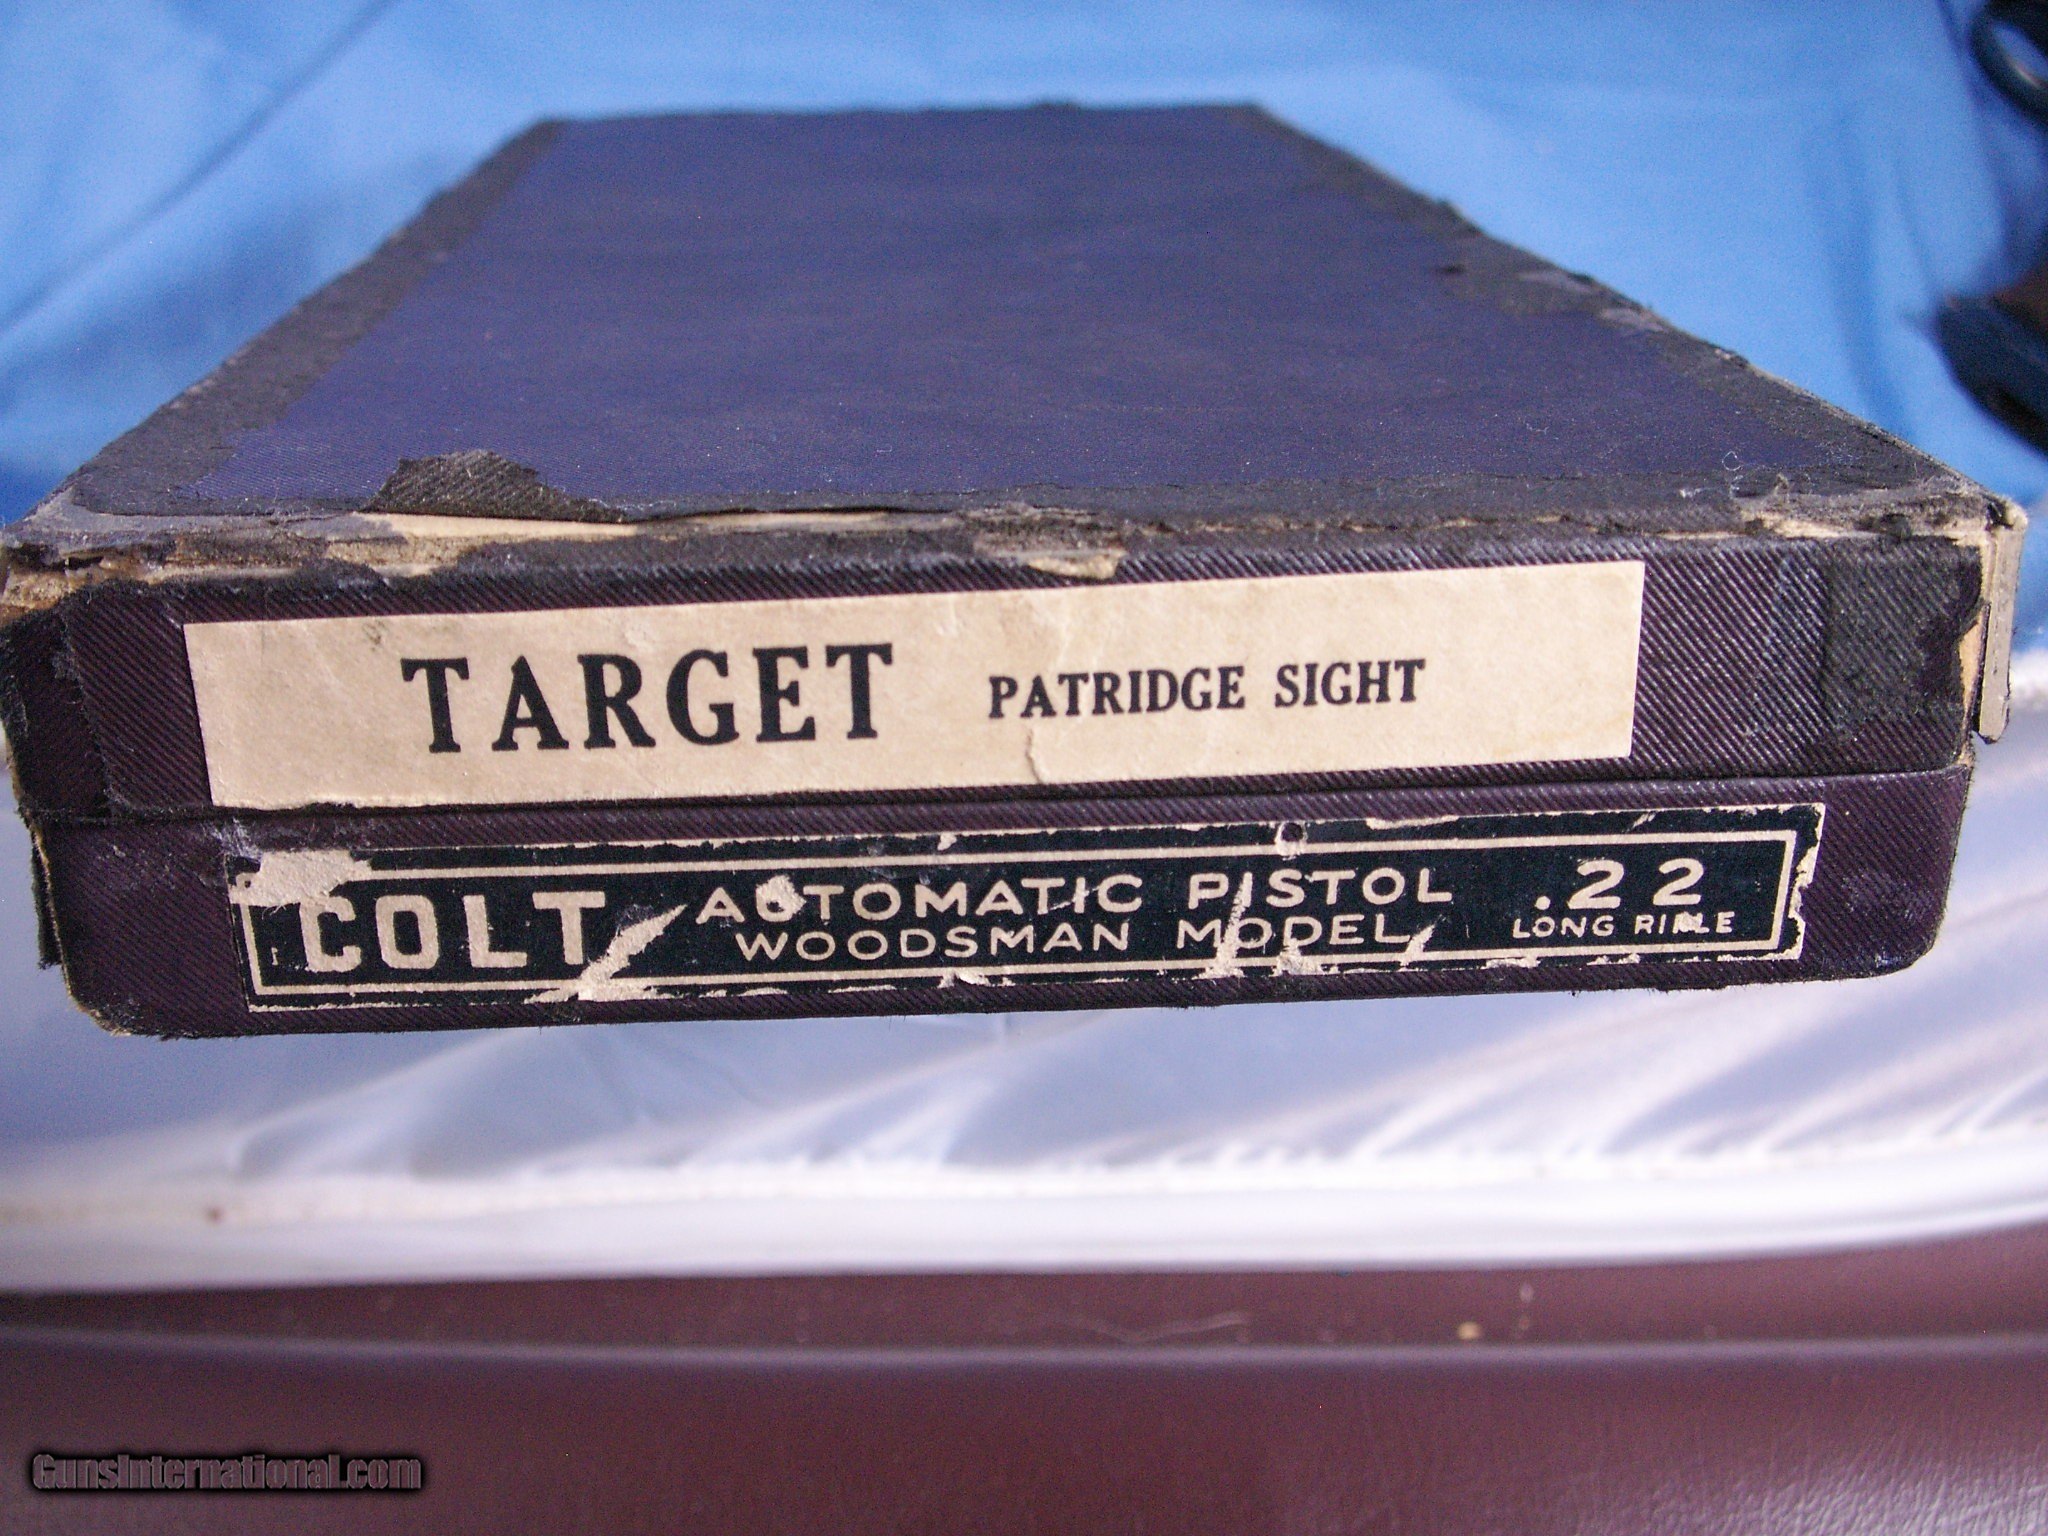 TARGET PATRIDGE SIGHT
COLT AUTOMATIC PISTOL .22
WOODSMAN MODEL LONG RIFLE
GunsInternational.com